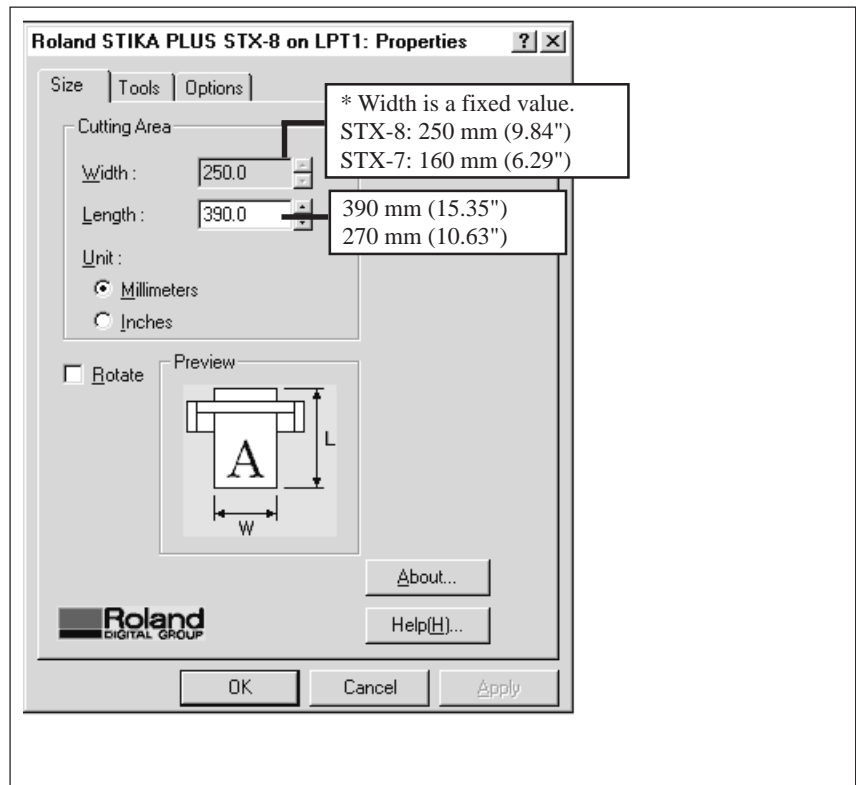 Roland STIKA PLUS STX-8 on LPT1: Properties ? ×
Size Tools Options
* Width is a fixed value.
STX-8: 250 mm (9.84")
STX-7: 160 mm (6.29")
Cutting Area
Width : 250.0
Length : 390.0
390 mm (15.35")
270 mm (10.63")
Unit :
Millimeters
Inches
Rotate
Preview
A
L
W
About...
Roland
DIGITAL GROUP
Help(H)...
OK Cancel Apply